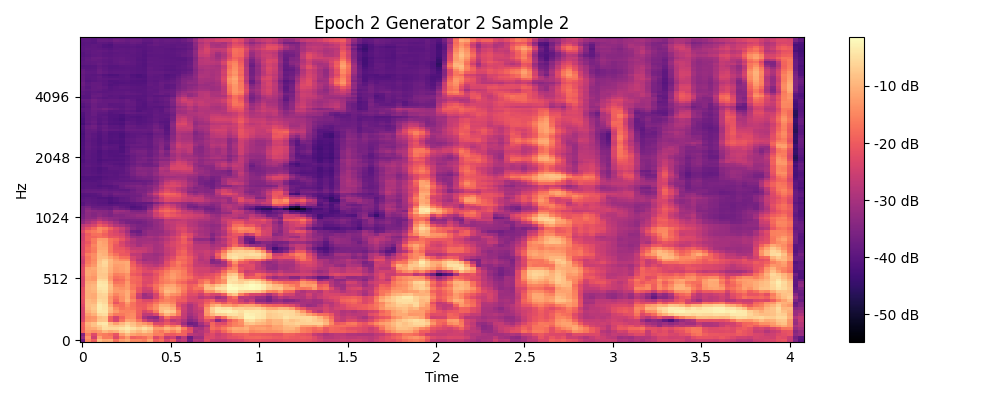 Epoch 2 Generator 2 Sample 2
Hz
4096
2048
1024
512
0
0 0.5 1 1.5 2 2.5 3 3.5 4
Time
-10 dB
-20 dB
-30 dB
-40 dB
-50 dB